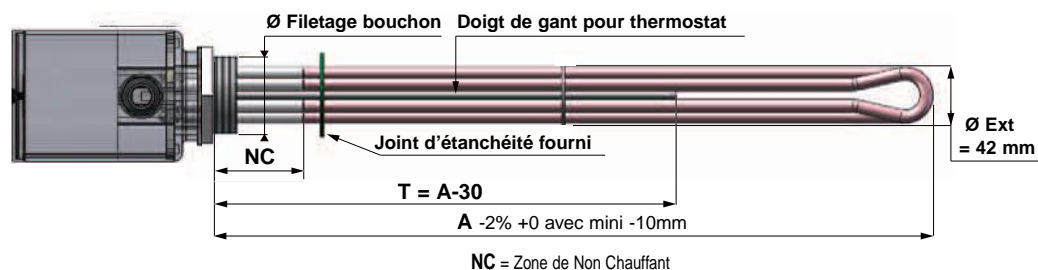 Ø Filetage bouchon
Doigt de gant pour thermostat
NC
Joint d'étanchéité fourni
Ø Ext
= 42 mm
T = A-30
A -2% +0 avec mini -10mm
NC = Zone de Non Chauffant